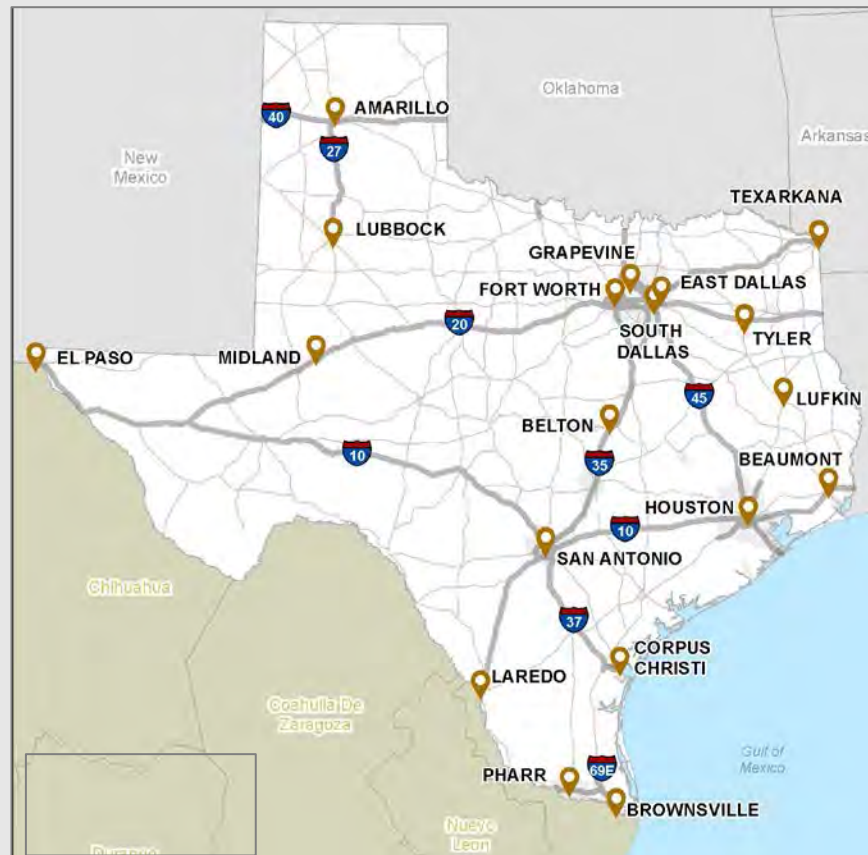 Oklahoma
AMARILLO
40
Arkansas
27
New
Mexico
TEXARKANA
LUBBOCK
GRAPEVINE
FORT WORTH
EAST DALLAS
20
SOUTH
DALLAS
TYLER
EL PASO
MIDLAND
45
LUFKIN
BELTON
10
35
BEAUMONT
HOUSTON
10
SAN ANTONIO
Chihuahua
37
CORPUS
CHRISTI
LAREDO
Coahuila De
Zaragoza
Gulf of
Mexico
PHARR
69E
BROWNSVILLE
Nuevo
Leon
Durango